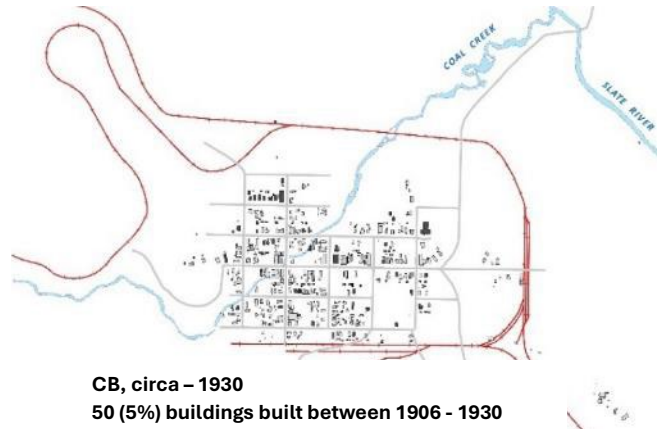 COAL CREEK
SLATE RIVER
CB, circa – 1930
50 (5%) buildings built between 1906 - 1930